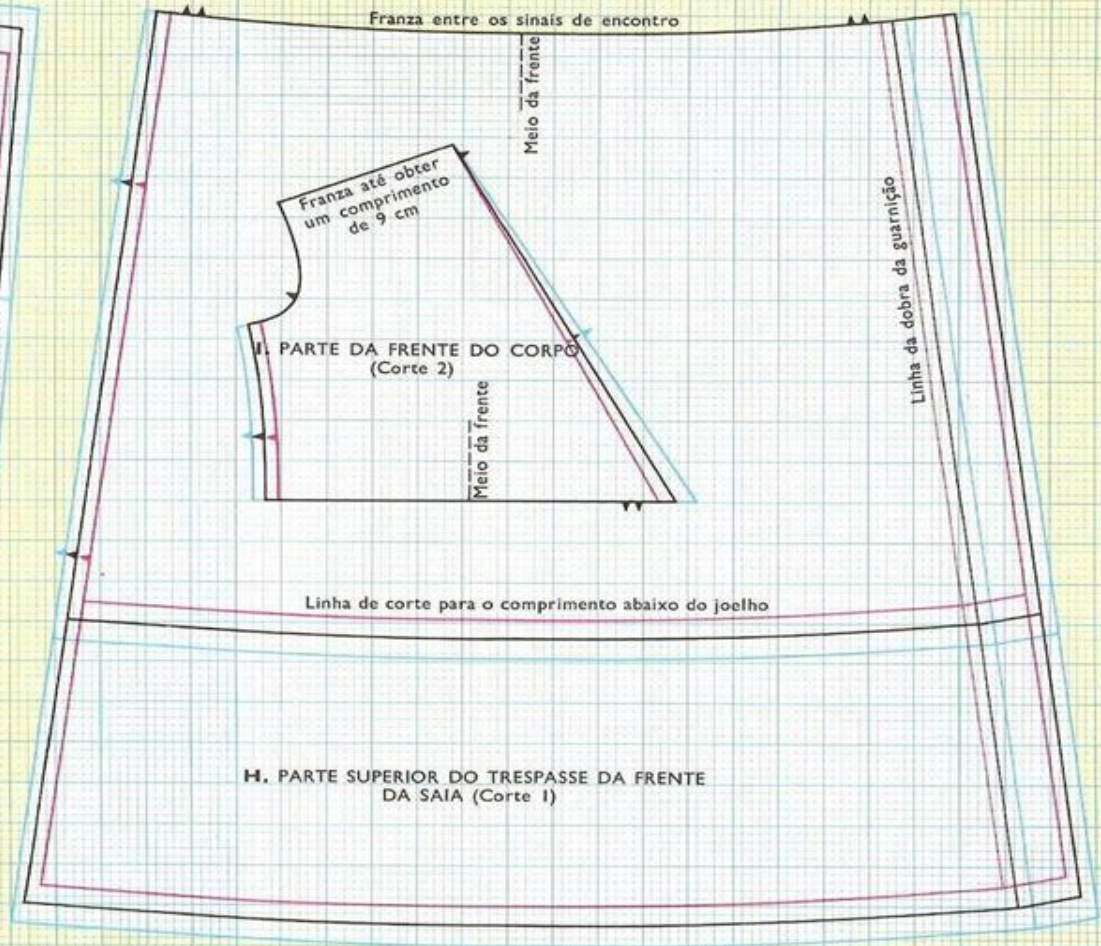 Franza entre os sinais de encontro
Meio da frente
Franza até obter
um comprimento
de 9 cm
Linha da dobra da guarnição
I. PARTE DA FRENTE DO CORPO
(Corte 2)
Meio da frente
Linha de corte para o comprimento abaixo do joelho
H. PARTE SUPERIOR DO TRESPASSE DA FRENTE
DA SAIA (Corte 1)